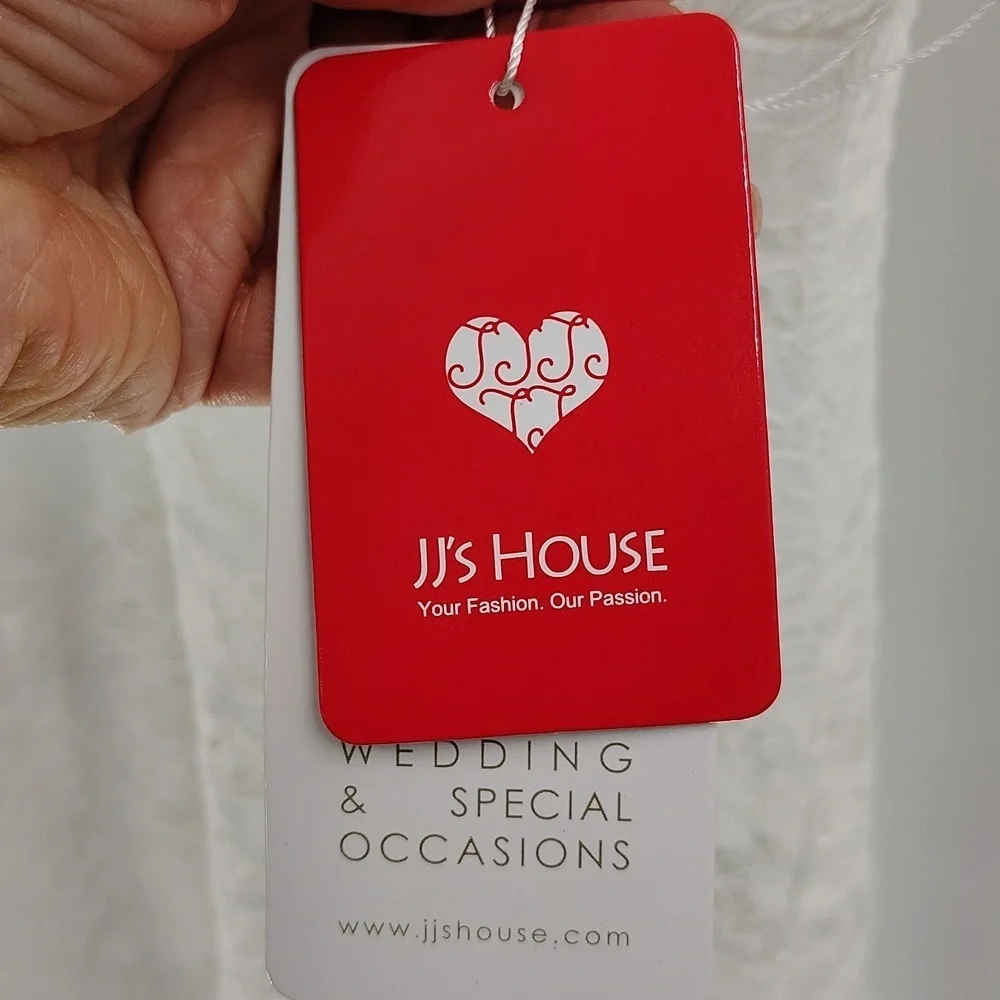 JJ's HOUSE
Your Fashion. Our Passion.
WEDDING
& SPECIAL
OCCASIONS
www.jjshouse.com